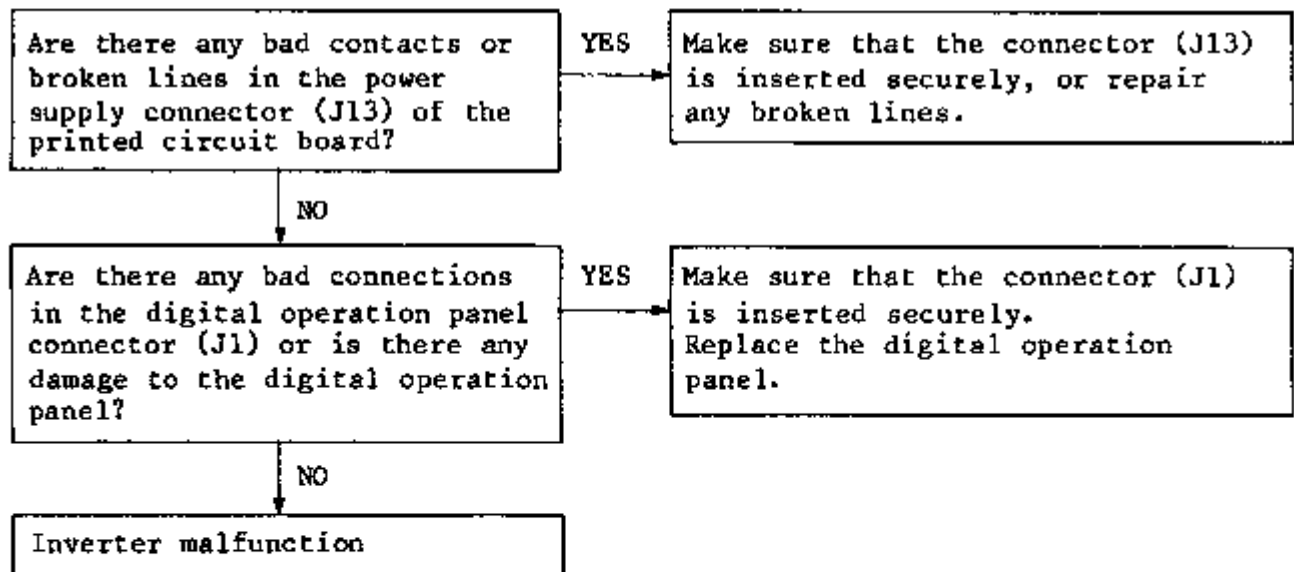 Are there any bad contacts or
broken lines in the power
supply connector (J13) of the
printed circuit board?
YES
Make sure that the connector (J13)
is inserted securely, or repair
any broken lines.
NO
Are there any bad connections
in the digital operation panel
connector (J1) or is there any
damage to the digital operation
panel?
YES
Make sure that the connector (J1)
is inserted securely.
Replace the digital operation
panel.
NO
Inverter malfunction